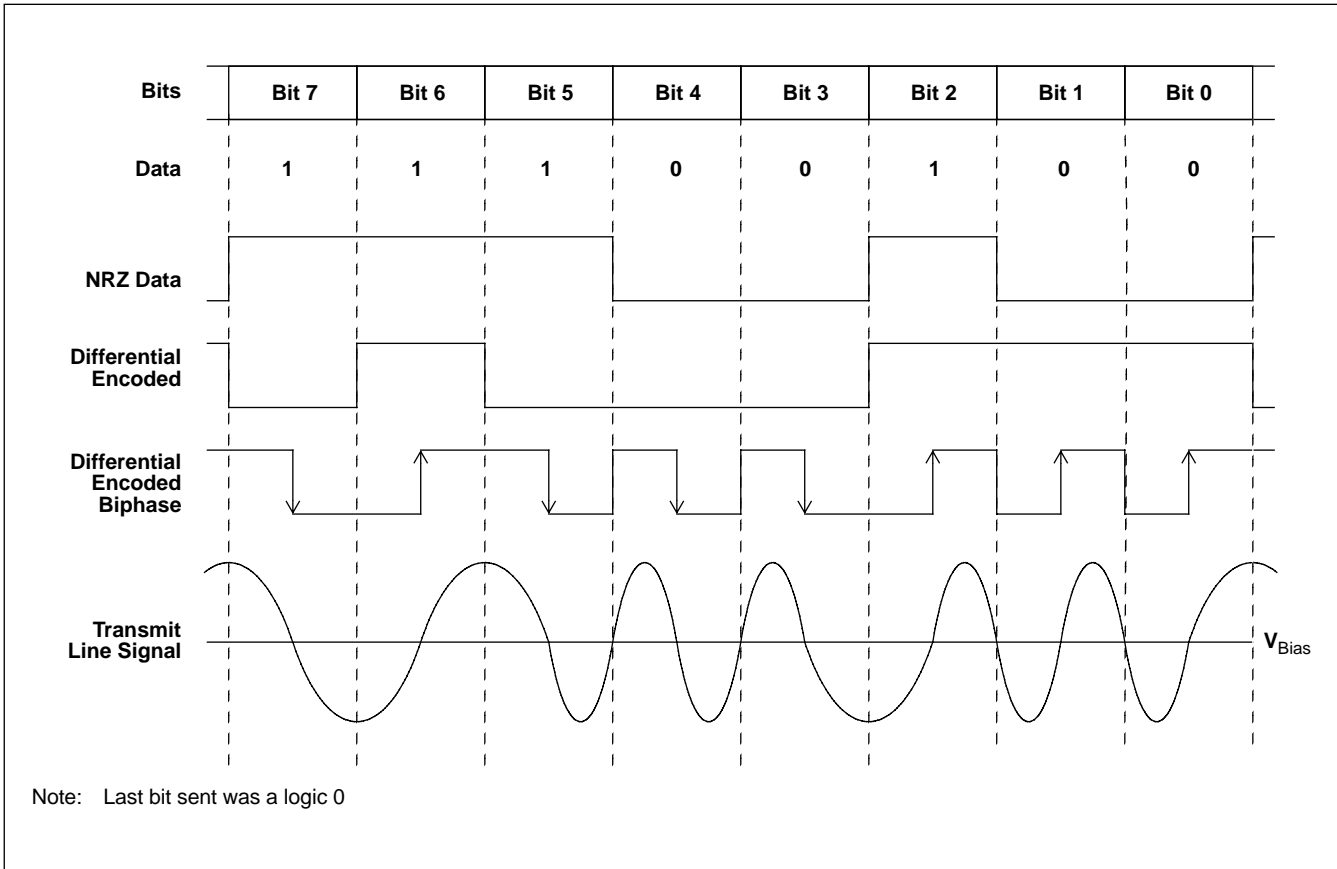 Bits Bit 7 Bit 6 Bit 5 Bit 4 Bit 3 Bit 2 Bit 1 Bit 0
Data 1 1 1 0 0 1 0 0
NRZ Data
Differential
Encoded
Differential
Encoded
Biphase
Transmit
Line Signal
VBias
Note: Last bit sent was a logic 0